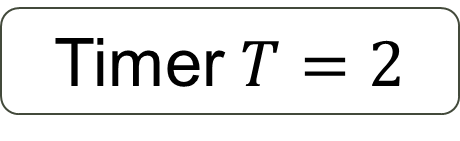 Timer T = 2